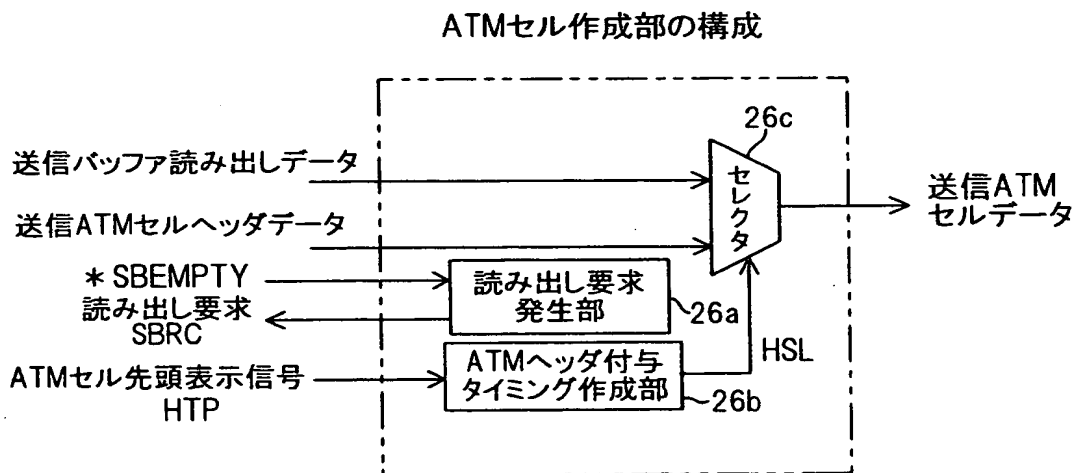 ATMセル作成部の構成
26c
送信バッファ読み出しデータ
セレクタ
送信ATM
セルデータ
送信ATMセルヘッダデータ
*SBEMPTY
読み出し要求
SBRC
読み出し要求
発生部
26a
HSL
ATMセル先頭表示信号
HTP
ATMヘッダ付与
タイミング作成部
26b